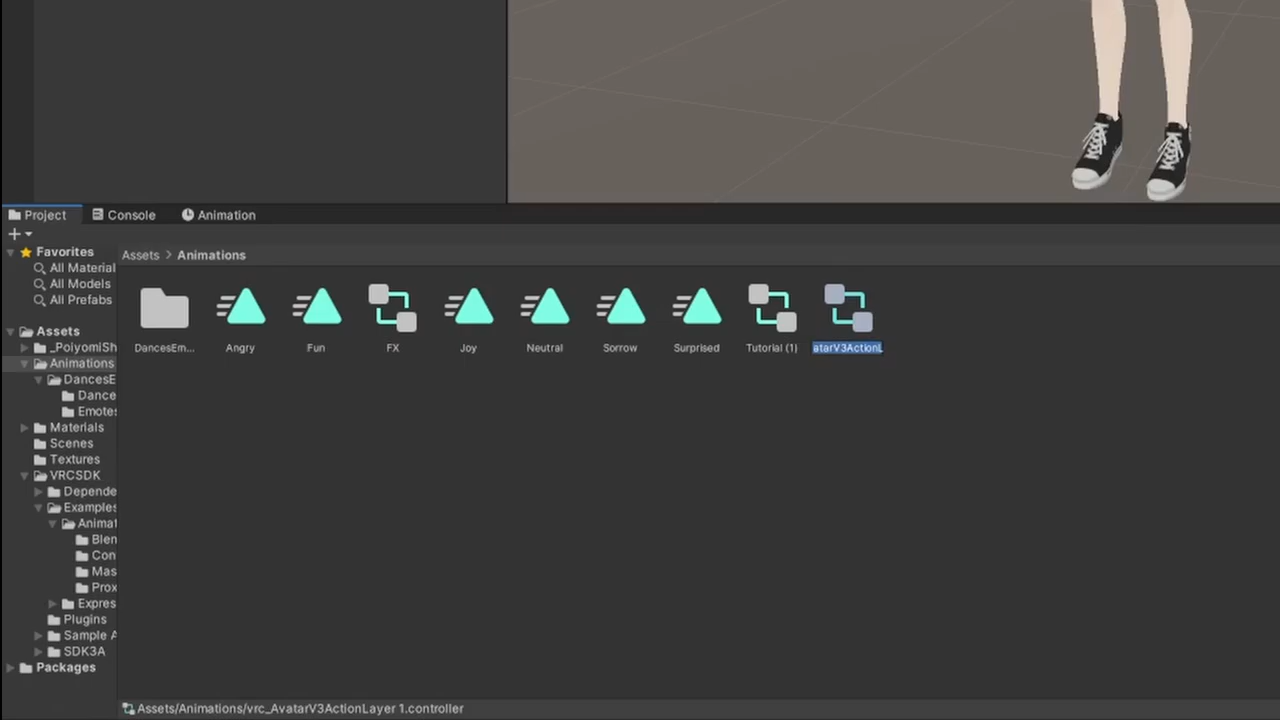 Project
Console
Animation
Favorites
All Material
All Models
All Prefabs
Assets
_PoiyomiSh
Animations
DancesE
Dance
Emotes
Materials
Scenes
Textures
VRCSDK
Depende
Examples
Animat
Blen
Con
Mas
Prox
Expres
Plugins
Sample A
SDK3A
Packages
Assets > Animations
DancesEm...
Angry
Fun
FX
Joy
Neutral
Sorrow
Surprised
Tutorial (1)
atarV3ActionL
Assets/Animations/vrc_AvatarV3ActionLayer 1.controller